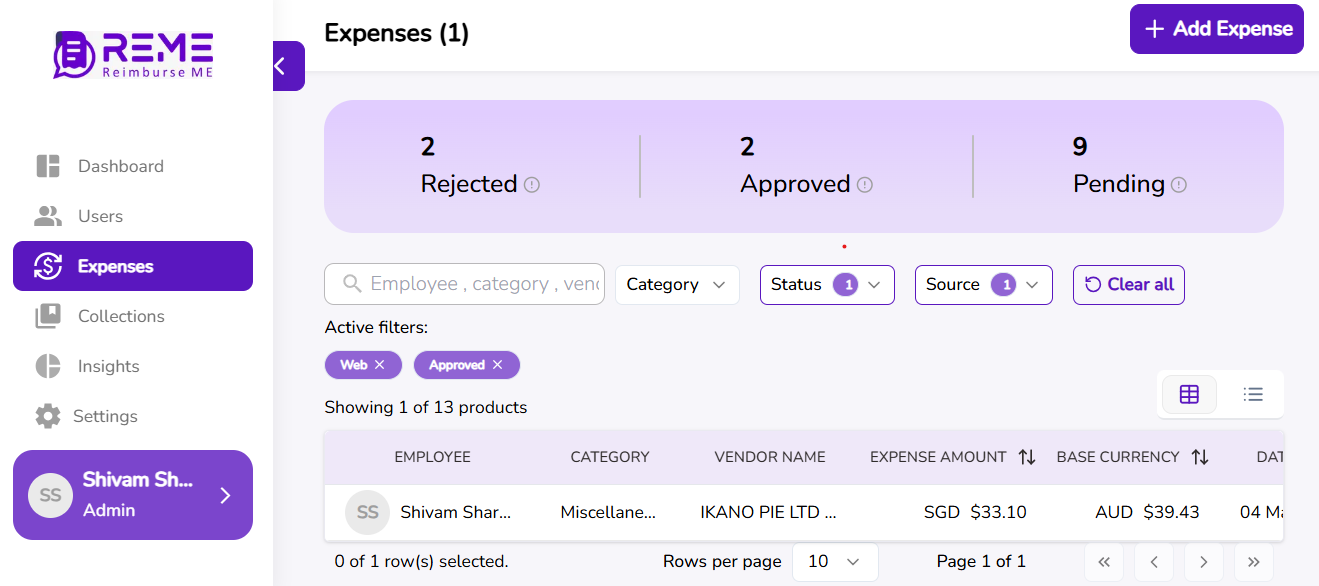 REME
Reimburse ME
Dashboard
Users
Expenses
Collections
Insights
Settings
SS
Shivam Sh...
Admin
Expenses (1)
+ Add Expense
2
Rejected
2
Approved
9
Pending
Employee , category , venc
Category
Status 1
Source 1
Clear all
Active filters:
Web ×
Approved ×
Showing 1 of 13 products
EMPLOYEE CATEGORY VENDOR NAME EXPENSE AMOUNT BASE CURRENCY DAT
SS Shivam Shar... Miscellane... IKANO PIE LTD ... SGD $33.10 AUD $39.43 04 Ma
0 of 1 row(s) selected. Rows per page 10 Page 1 of 1